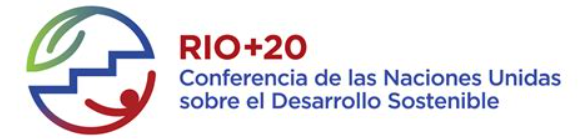 RIO+20
Conferencia de las Naciones Unidas
sobre el Desarrollo Sostenible